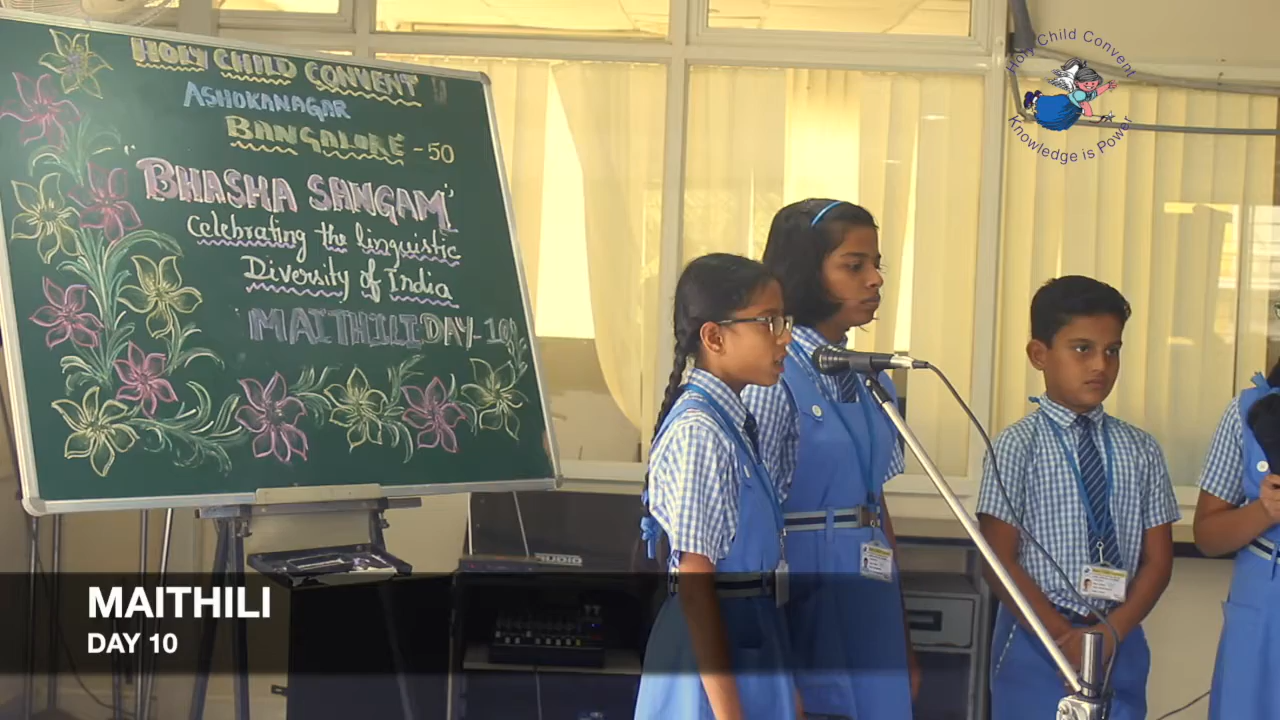 HOLY CHILD CONVENT
ASHOKANAGAR
BANGALORE - 50
"BHASHA SANGAM"
Celebrating the linguistic
Diversity of India
"MAITHILI DAY-10"
Holy Child Convent
Knowledge is Power
MAITHILI
DAY 10